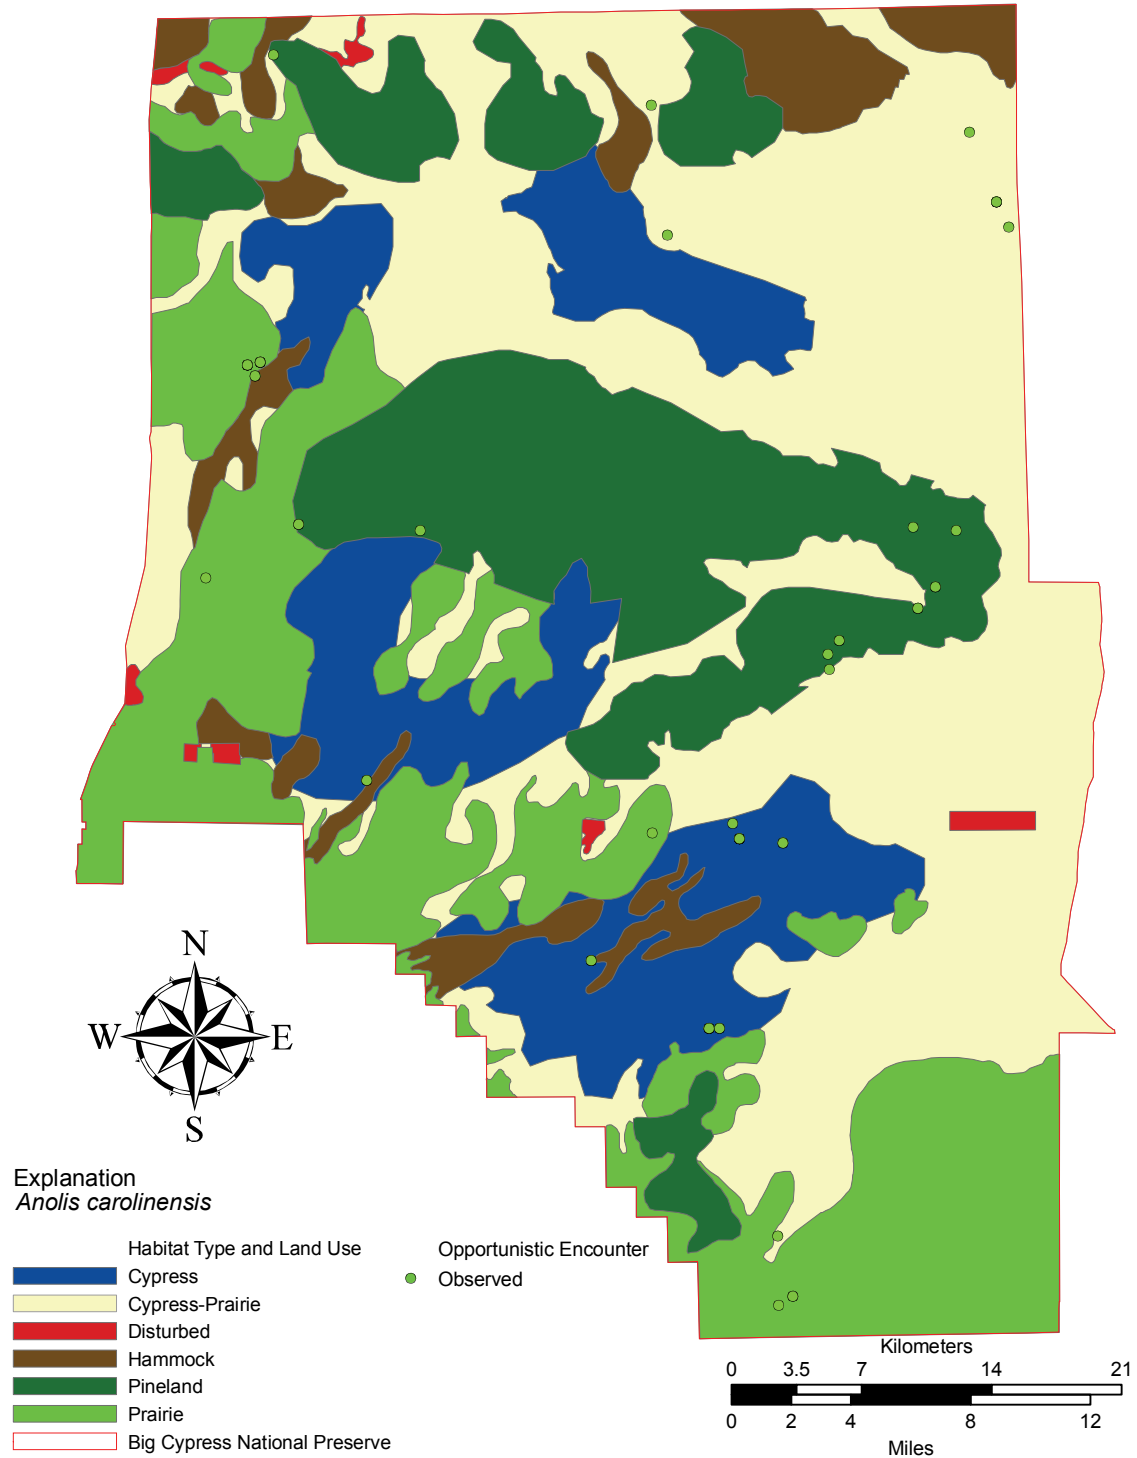 N
W E
S
Explanation
Anolis carolinensis
Habitat Type and Land Use
Cypress
Cypress-Prairie
Disturbed
Hammock
Pineland
Prairie
Big Cypress National Preserve
Opportunistic Encounter
Observed
Kilometers
0 3.5 7 14 21
0 2 4 8 12
Miles